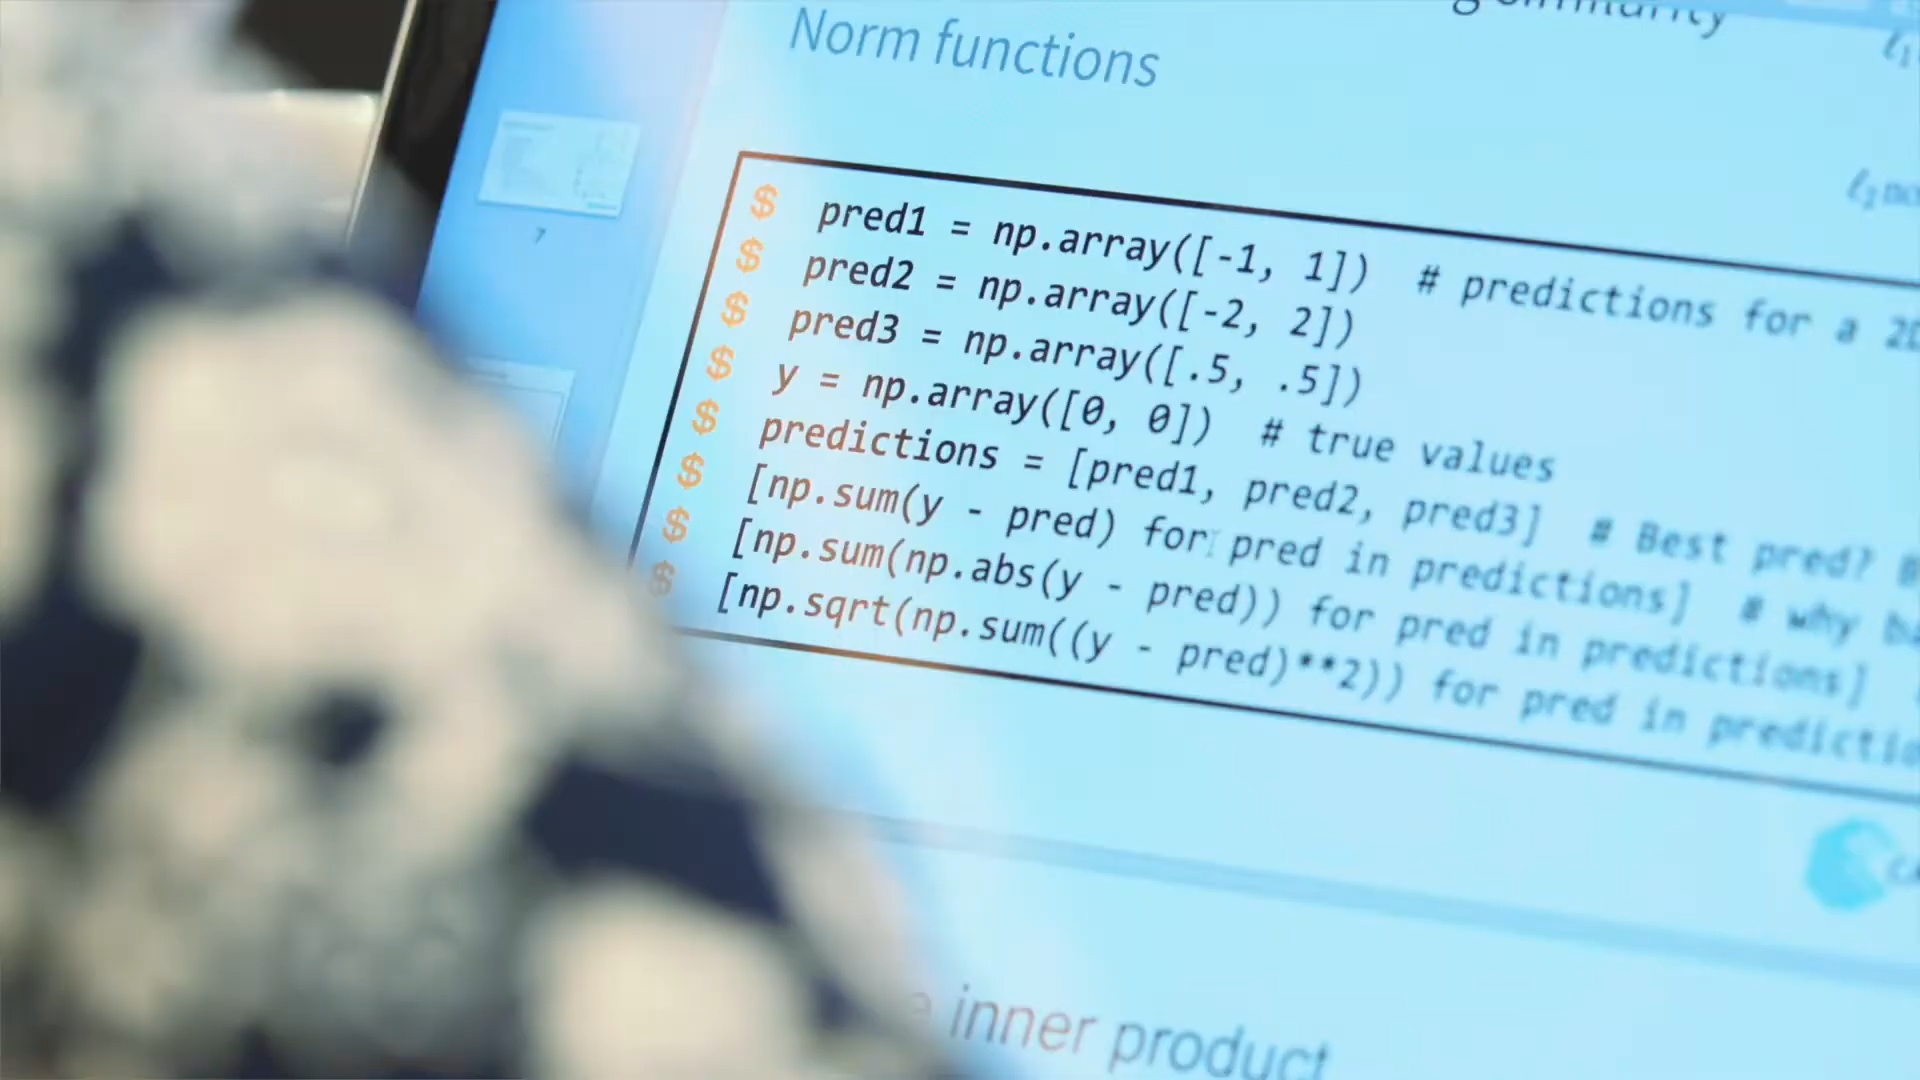 Norm functions
7
$ pred1 = np.array([-1, 1]) # predictions for a 2D
$ pred2 = np.array([-2, 2])
$ pred3 = np.array([.5, .5])
$ y = np.array([0, 0]) # true values
$ predictions = [pred1, pred2, pred3] # Best pred?
$ [np.sum(y - pred) for pred in predictions] # why
$ [np.sum(np.abs(y - pred)) for pred in predictions]
$ [np.sqrt(np.sum((y - pred)**2)) for pred in predictio
inner product